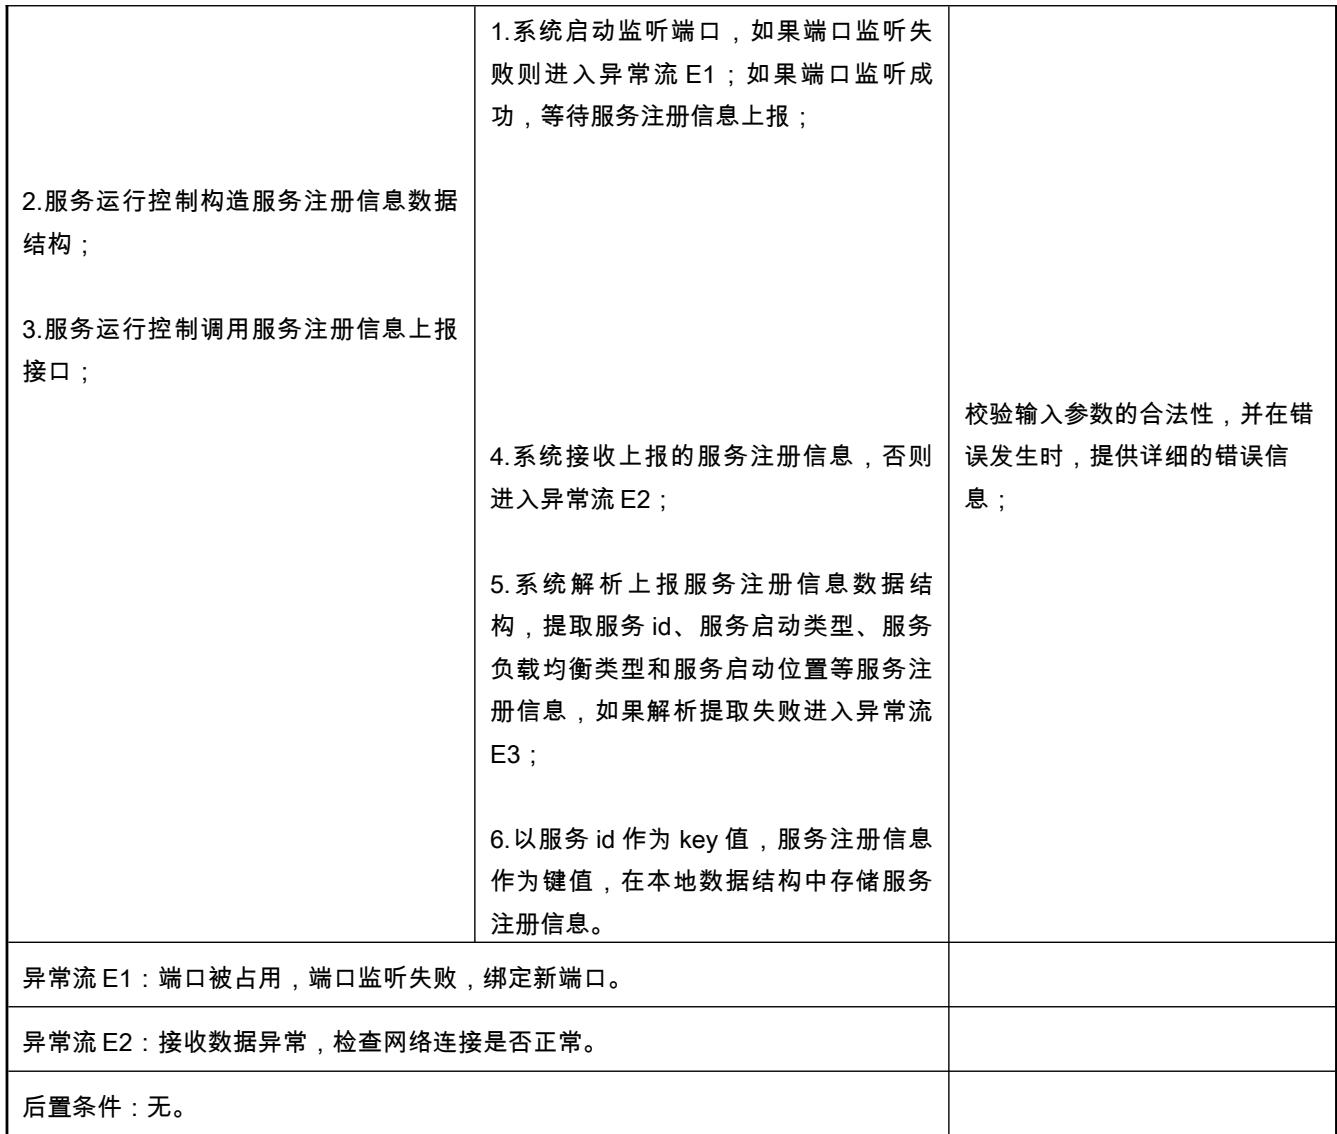 1.系统启动监听端口，如果端口监听失
败则进入异常流 E1；如果端口监听成
功，等待服务注册信息上报；
2.服务运行控制构造服务注册信息数据
结构；
3.服务运行控制调用服务注册信息上报
接口；
4.系统接收上报的服务注册信息，否则
进入异常流 E2；
5.系统解析上报服务注册信息数据结
构，提取服务 id、服务启动类型、服务
负载均衡类型和服务启动位置等服务注
册信息，如果解析提取失败进入异常流
E3；
6.以服务 id 作为 key 值，服务注册信息
作为键值，在本地数据结构中存储服务
注册信息。
校验输入参数的合法性，并在错
误发生时，提供详细的错误信
息；
异常流 E1：端口被占用，端口监听失败，绑定新端口。
异常流 E2：接收数据异常，检查网络连接是否正常。
后置条件：无。